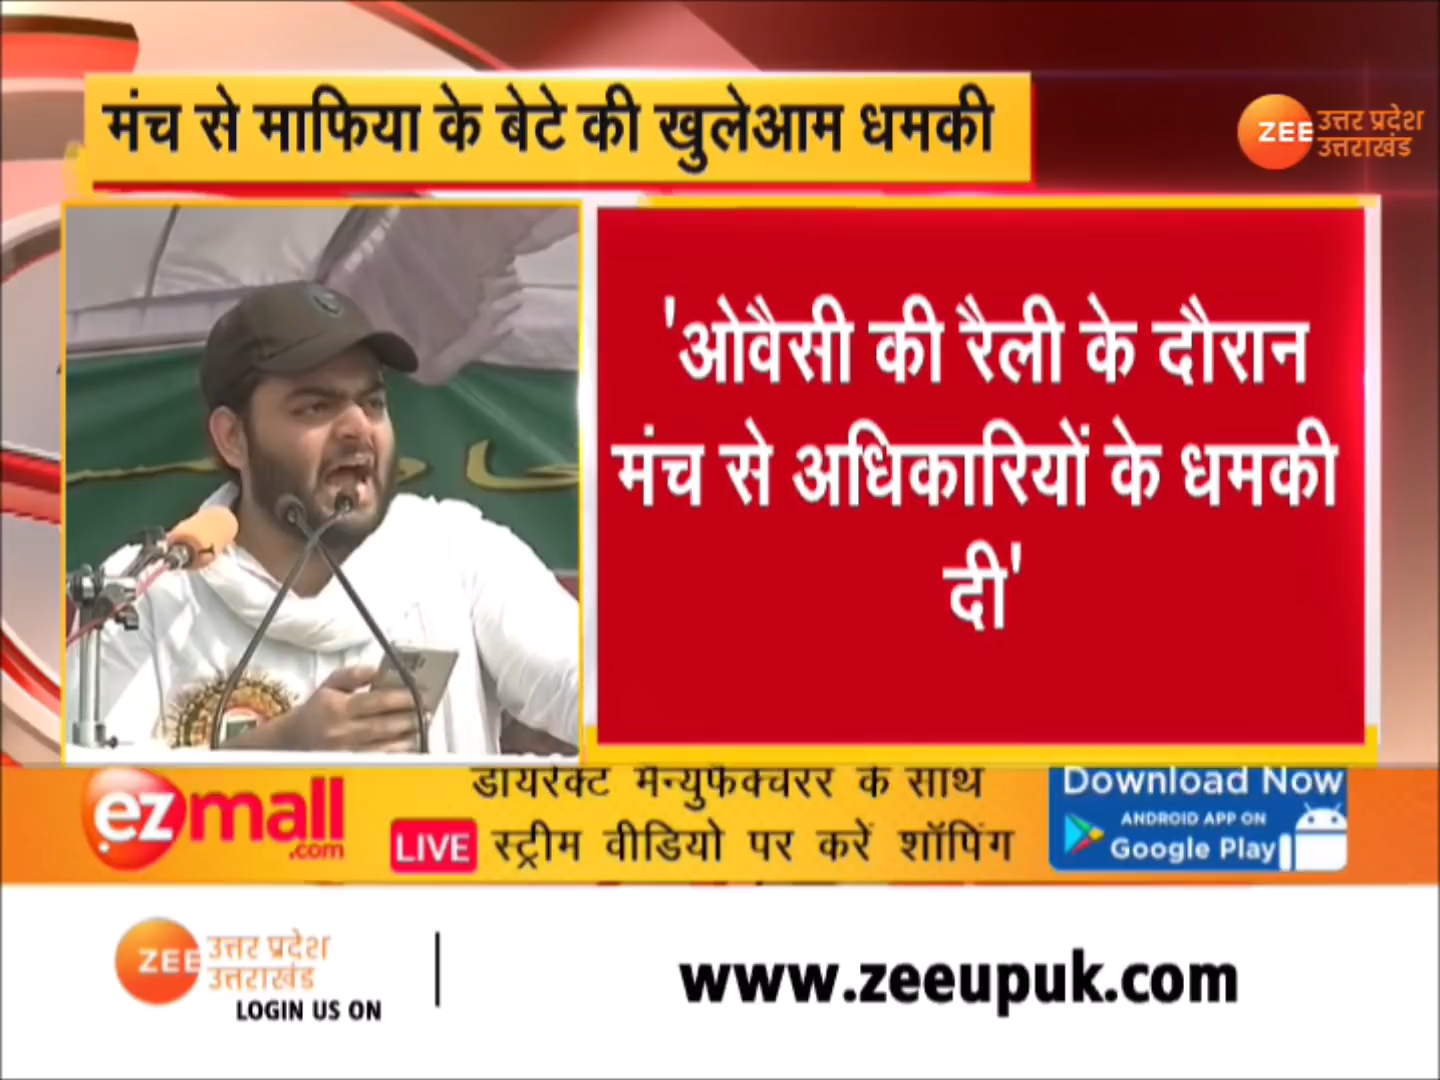 मंच से माफिया के बेटे की खुलेआम धमकी
ZEE उत्तर प्रदेश
उत्तराखंड
'ओवैसी की रैली के दौरान
मंच से अधिकारियों के धमकी
दी'
ezmall
.com
डायरेक्ट मैन्युफैक्चरर के साथ
LIVE स्ट्रीम वीडियो पर करें शॉपिंग
Download Now
ANDROID APP ON
Google Play
ZEE उत्तर प्रदेश
उत्तराखंड
LOGIN US ON
www.zeeupuk.com